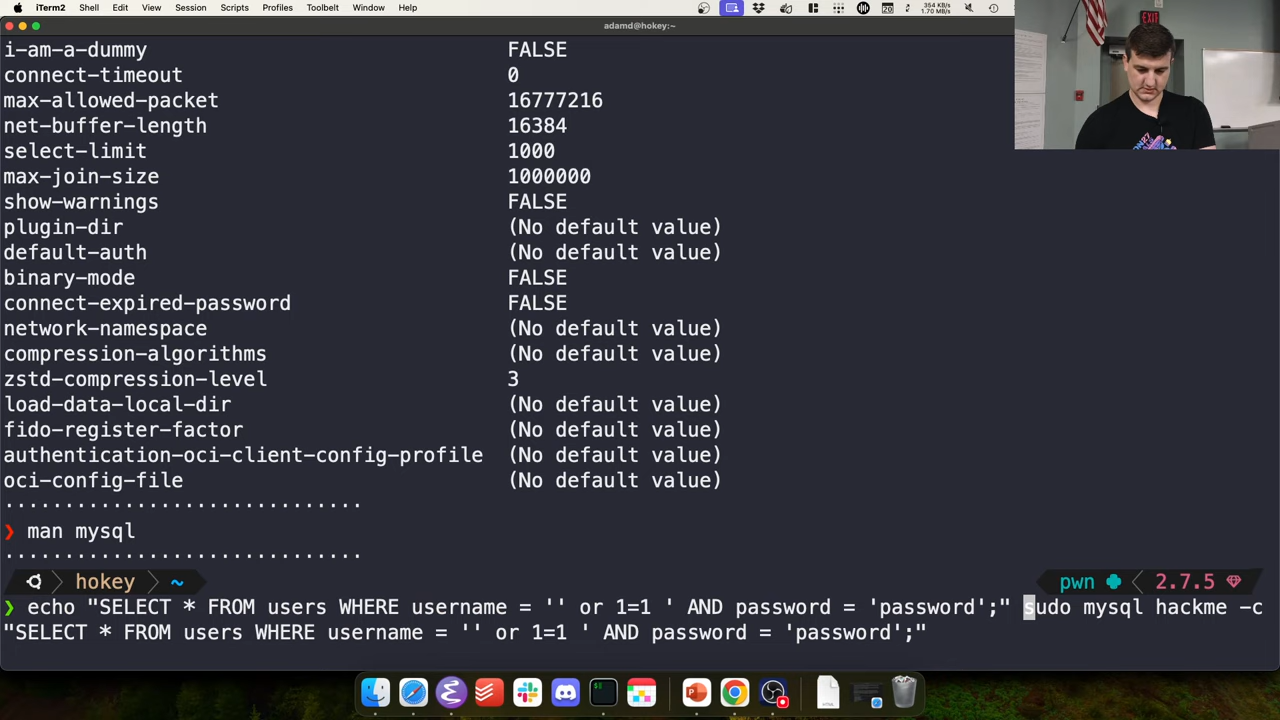 iTerm2 Shell Edit View Session Scripts Profiles Toolbelt Window Help
20
354 KB/s
1.70 MB/s
adamd@hokey:~
EXIT
i-am-a-dummy FALSE
connect-timeout 0
max-allowed-packet 16777216
net-buffer-length 16384
select-limit 1000
max-join-size 1000000
show-warnings FALSE
plugin-dir (No default value)
default-auth (No default value)
binary-mode FALSE
connect-expired-password FALSE
network-namespace (No default value)
compression-algorithms (No default value)
zstd-compression-level 3
load-data-local-dir (No default value)
fido-register-factor (No default value)
authentication-oci-client-config-profile (No default value)
oci-config-file (No default value)
..............................
❯ man mysql
..............................
hokey ~ pwn 2.7.5
❯ echo "SELECT * FROM users WHERE username = '' or 1=1 ' AND password = 'password';" sudo mysql hackme -c
"SELECT * FROM users WHERE username = '' or 1=1 ' AND password = 'password';"